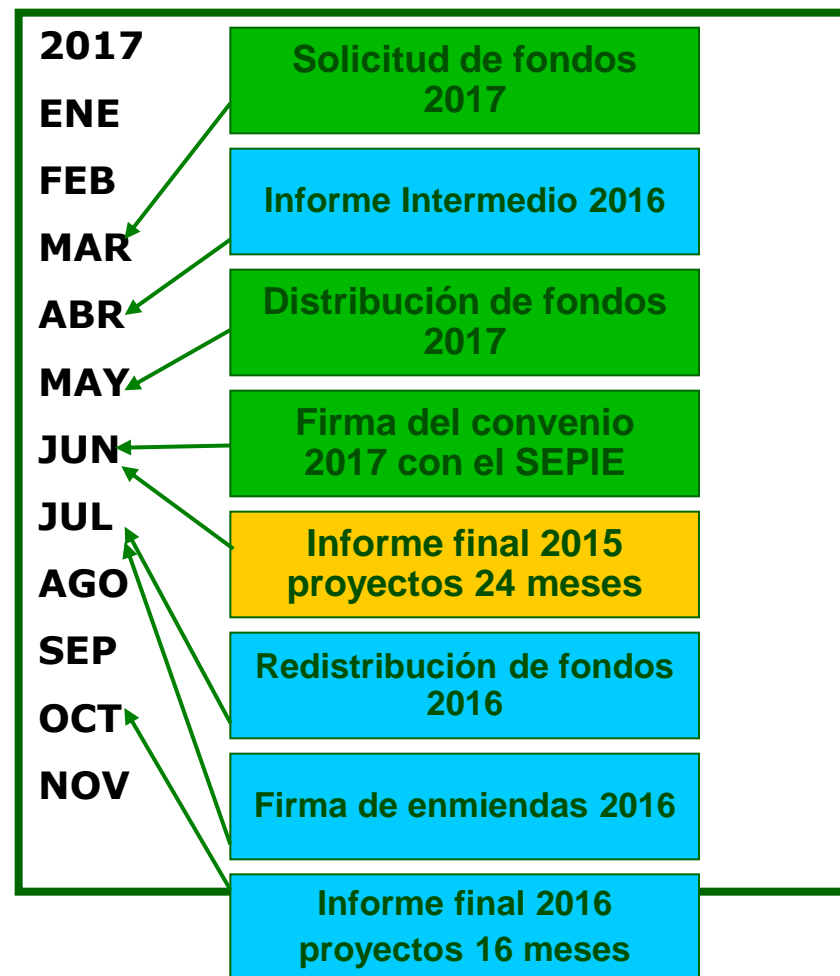 2017
ENE
FEB
MAR
ABR
MAY
JUN
JUL
AGO
SEP
OCT
NOV
Solicitud de fondos
2017
Informe Intermedio 2016
Distribución de fondos
2017
Firma del convenio
2017 con el SEPIE
Informe final 2015
proyectos 24 meses
Redistribución de fondos
2016
Firma de enmiendas 2016
Informe final 2016
proyectos 16 meses